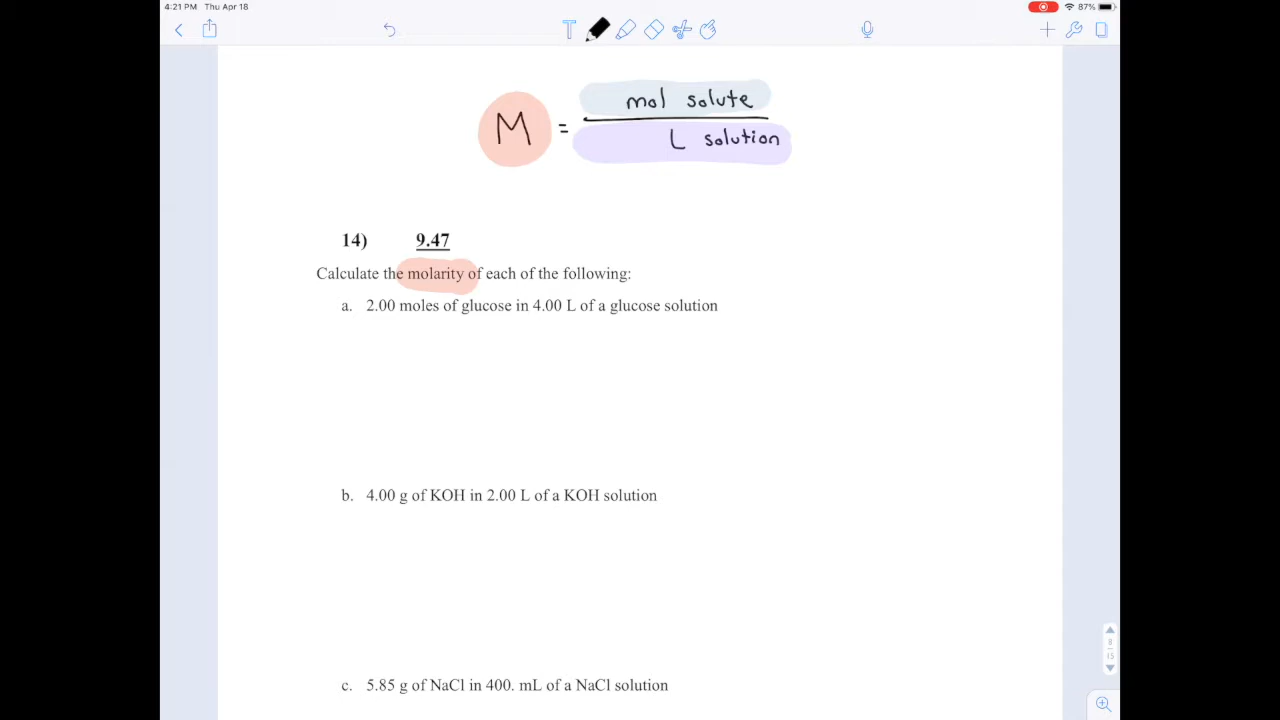 4:21 PM Thu Apr 18
87%
T
mol solute
M =
L solution
14) 9.47
Calculate the molarity of each of the following:
a. 2.00 moles of glucose in 4.00 L of a glucose solution
b. 4.00 g of KOH in 2.00 L of a KOH solution
8
15
c. 5.85 g of NaCl in 400. mL of a NaCl solution